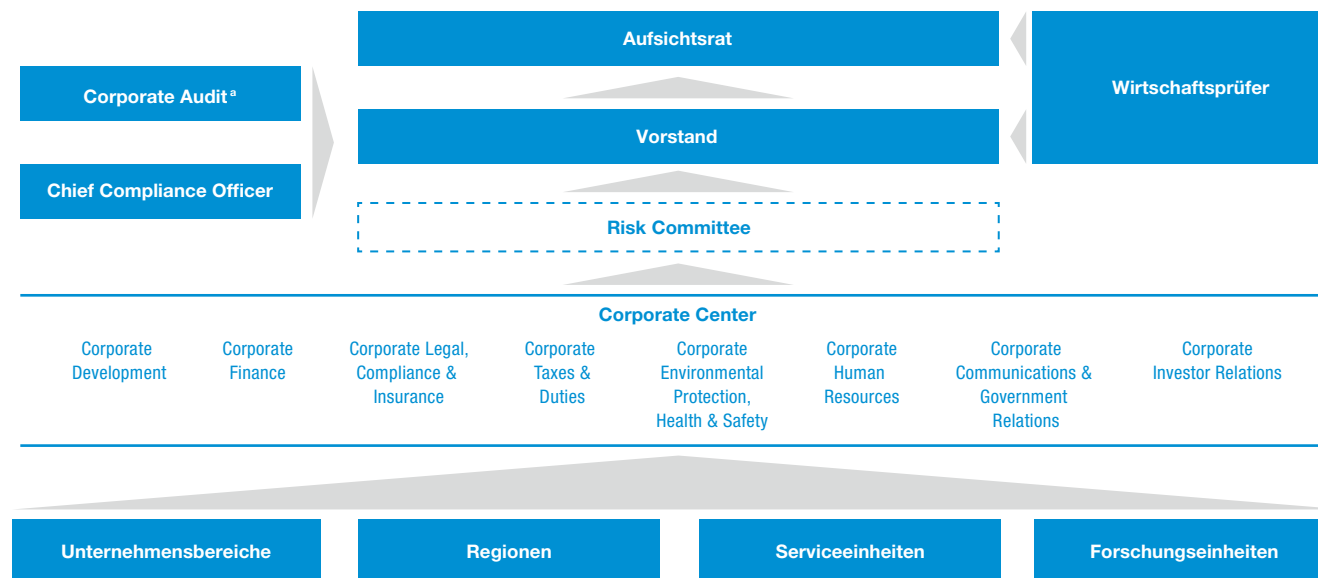 Aufsichtsrat
Wirtschaftsprüfer
Corporate Audit a
Vorstand
Chief Compliance Officer
Risk Committee
Corporate Center
Corporate
Development
Corporate
Finance
Corporate Legal,
Compliance &
Insurance
Corporate
Taxes &
Duties
Corporate
Environmental
Protection,
Health & Safety
Corporate
Human
Resources
Corporate
Communications &
Government
Relations
Corporate
Investor Relations
Unternehmensbereiche
Regionen
Serviceeinheiten
Forschungseinheiten